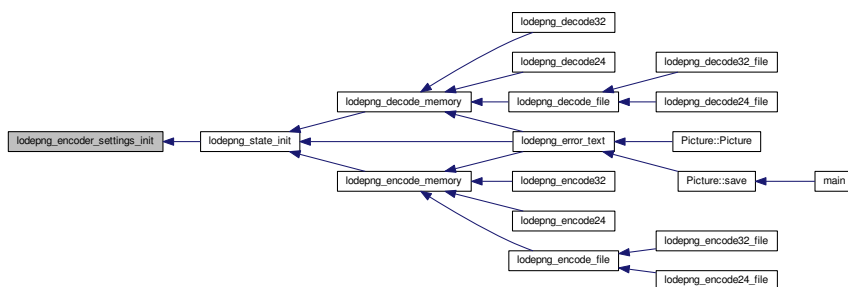 lodepng_decode32
lodepng_decode24
lodepng_decode32_file
lodepng_decode_memory
lodepng_decode_file
lodepng_decode24_file
lodepng_encoder_settings_init
lodepng_state_init
lodepng_error_text
Picture::Picture
lodepng_encode_memory
lodepng_encode32
Picture::save
main
lodepng_encode24
lodepng_encode32_file
lodepng_encode_file
lodepng_encode24_file